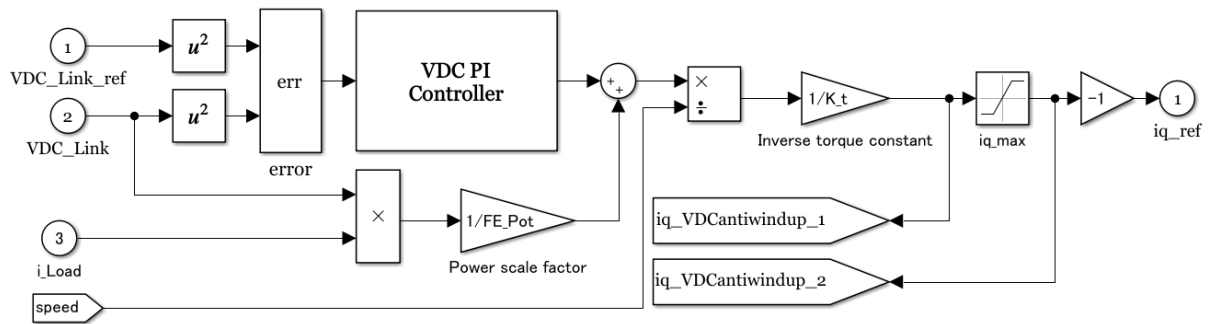 1
VDC_Link_ref
u²
err
error
VDC PI
Controller
+
+
×
÷
1/K_t
Inverse torque constant
iq_max
-1
1
iq_ref
2
VDC_Link
u²
×
1/FE_Pot
Power scale factor
iq_VDCantiwindup_1
3
i_Load
iq_VDCantiwindup_2
speed